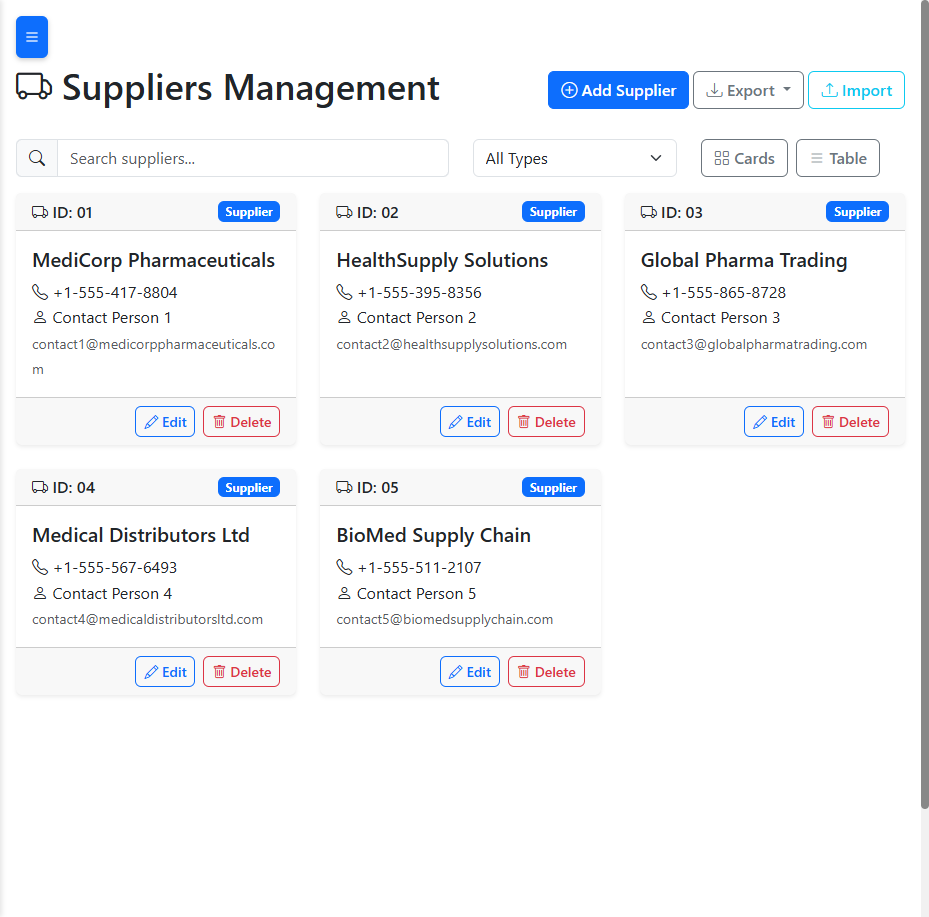 Suppliers Management
Add Supplier
Export
Import
Search suppliers...
All Types
Cards
Table
ID: 01
Supplier
MediCorp Pharmaceuticals
+1-555-417-8804
Contact Person 1
contact1@medicorppharmaceuticals.co
m
Edit
Delete
ID: 02
Supplier
HealthSupply Solutions
+1-555-395-8356
Contact Person 2
contact2@healthsupplysolutions.com
Edit
Delete
ID: 03
Supplier
Global Pharma Trading
+1-555-865-8728
Contact Person 3
contact3@globalpharmatrading.com
Edit
Delete
ID: 04
Supplier
Medical Distributors Ltd
+1-555-567-6493
Contact Person 4
contact4@medicaldistributorsltd.com
Edit
Delete
ID: 05
Supplier
BioMed Supply Chain
+1-555-511-2107
Contact Person 5
contact5@biomedsupplychain.com
Edit
Delete